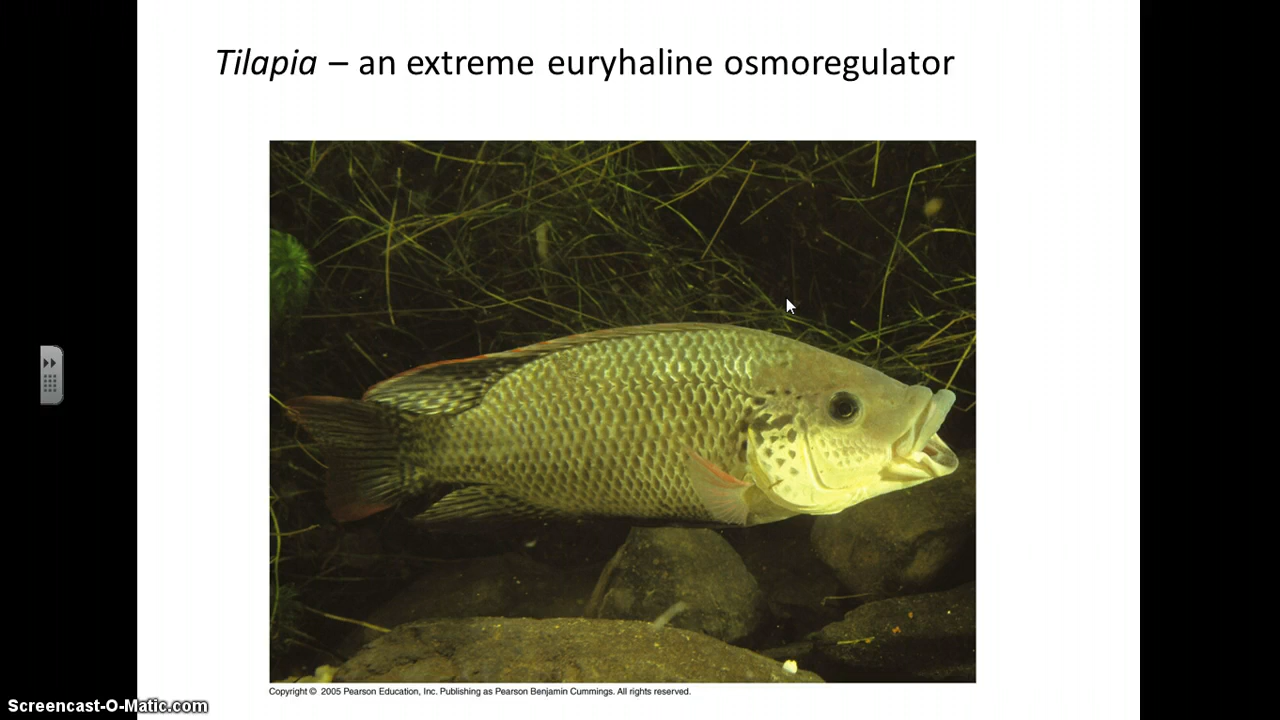 Tilapia – an extreme euryhaline osmoregulator
Copyright © 2005 Pearson Education, Inc. Publishing as Pearson Benjamin Cummings. All rights reserved.
Screencast-O-Matic.com